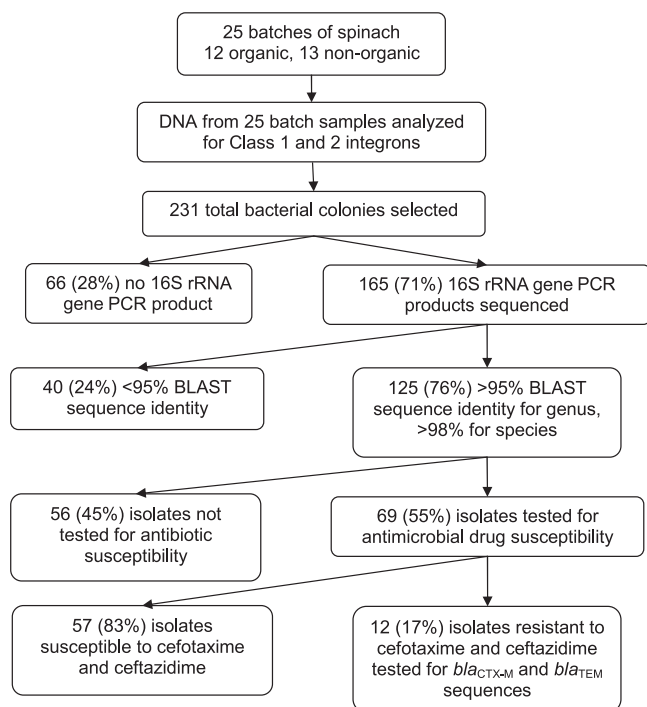 25 batches of spinach
12 organic, 13 non-organic
DNA from 25 batch samples analyzed
for Class 1 and 2 integrons
231 total bacterial colonies selected
66 (28%) no 16S rRNA
gene PCR product
165 (71%) 16S rRNA gene PCR
products sequenced
40 (24%) <95% BLAST
sequence identity
125 (76%) >95% BLAST
sequence identity for genus,
>98% for species
56 (45%) isolates not
tested for antibiotic
susceptibility
69 (55%) isolates tested for
antimicrobial drug susceptibility
57 (83%) isolates
susceptible to cefotaxime
and ceftazidime
12 (17%) isolates resistant to
cefotaxime and ceftazidime
tested for blaCTX-M and blaTEM
sequences